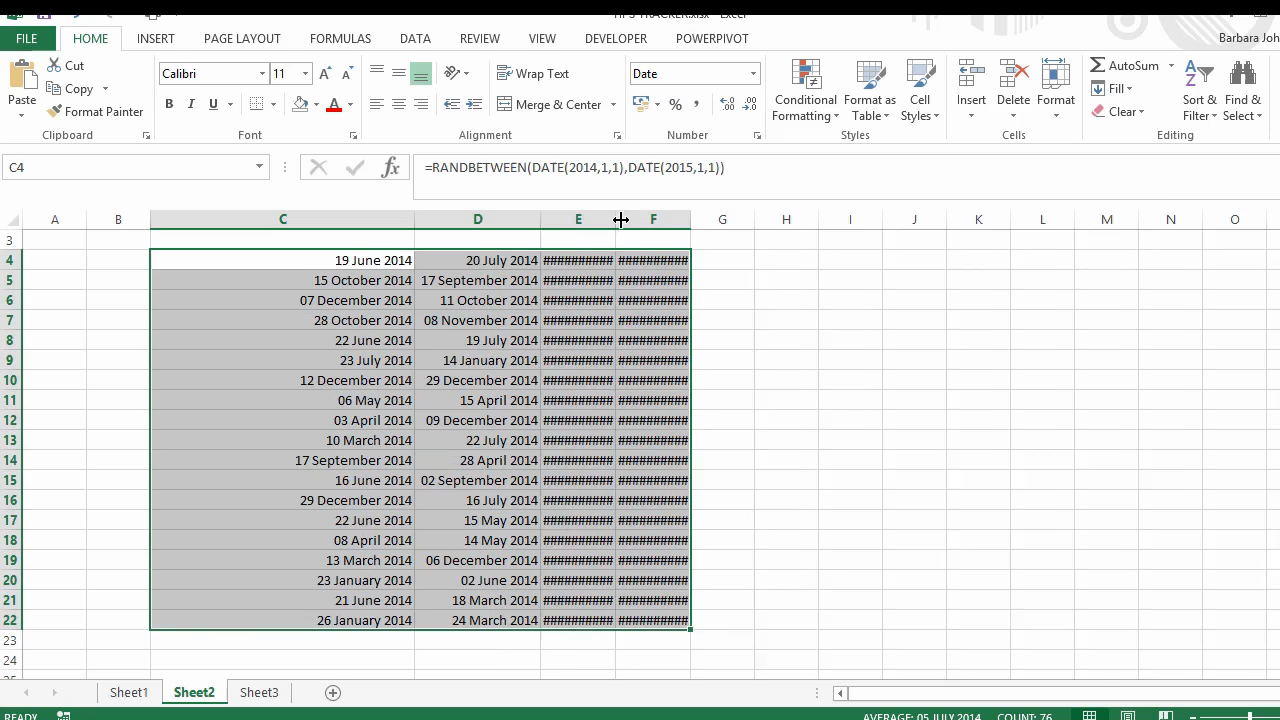 HPS TRACKER.xlsx - Excel
FILE HOME INSERT PAGE LAYOUT FORMULAS DATA REVIEW VIEW DEVELOPER POWERPIVOT Barbara Joh
Paste Cut Copy Format Painter Clipboard
Calibri 11 A A B I U A Font
Wrap Text Merge & Center Alignment
Date % , Number
Conditional Formatting Format as Table Cell Styles Styles
Insert Delete Format Cells
AutoSum Fill Clear Sort & Filter Find & Select Editing
C4 fx =RANDBETWEEN(DATE(2014,1,1),DATE(2015,1,1))
A B C D E F G H I J K L M N O
3
4 19 June 2014 20 July 2014 ########## ##########
5 15 October 2014 17 September 2014 ########## ##########
6 07 December 2014 11 October 2014 ########## ##########
7 28 October 2014 08 November 2014 ########## ##########
8 22 June 2014 19 July 2014 ########## ##########
9 23 July 2014 14 January 2014 ########## ##########
10 12 December 2014 29 December 2014 ########## ##########
11 06 May 2014 15 April 2014 ########## ##########
12 03 April 2014 09 December 2014 ########## ##########
13 10 March 2014 22 July 2014 ########## ##########
14 17 September 2014 28 April 2014 ########## ##########
15 16 June 2014 02 September 2014 ########## ##########
16 29 December 2014 16 July 2014 ########## ##########
17 22 June 2014 15 May 2014 ########## ##########
18 08 April 2014 14 May 2014 ########## ##########
19 13 March 2014 06 December 2014 ########## ##########
20 23 January 2014 02 June 2014 ########## ##########
21 21 June 2014 18 March 2014 ########## ##########
22 26 January 2014 24 March 2014 ########## ##########
23
24
Sheet1 Sheet2 Sheet3
READY AVERAGE: 05 JULY 2014 COUNT: 76